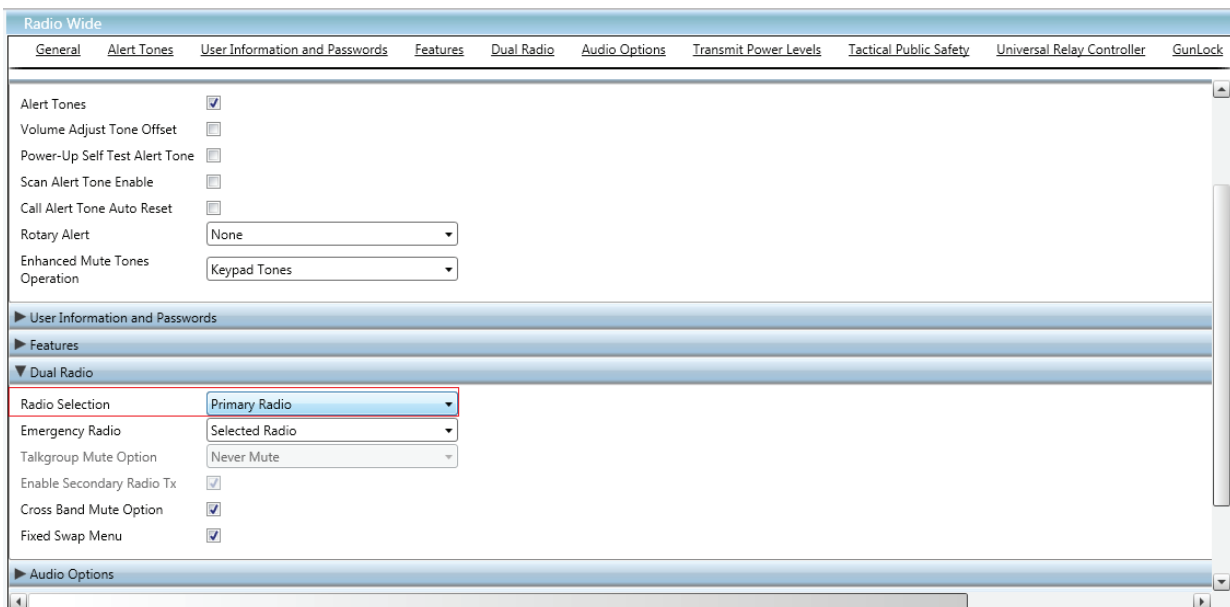 Radio Wide
General Alert Tones User Information and Passwords Features Dual Radio Audio Options Transmit Power Levels Tactical Public Safety Universal Relay Controller GunLock
Alert Tones
Volume Adjust Tone Offset
Power-Up Self Test Alert Tone
Scan Alert Tone Enable
Call Alert Tone Auto Reset
Rotary Alert None
Enhanced Mute Tones
Operation Keypad Tones
User Information and Passwords
Features
Dual Radio
Radio Selection Primary Radio
Emergency Radio Selected Radio
Talkgroup Mute Option Never Mute
Enable Secondary Radio Tx
Cross Band Mute Option
Fixed Swap Menu
Audio Options